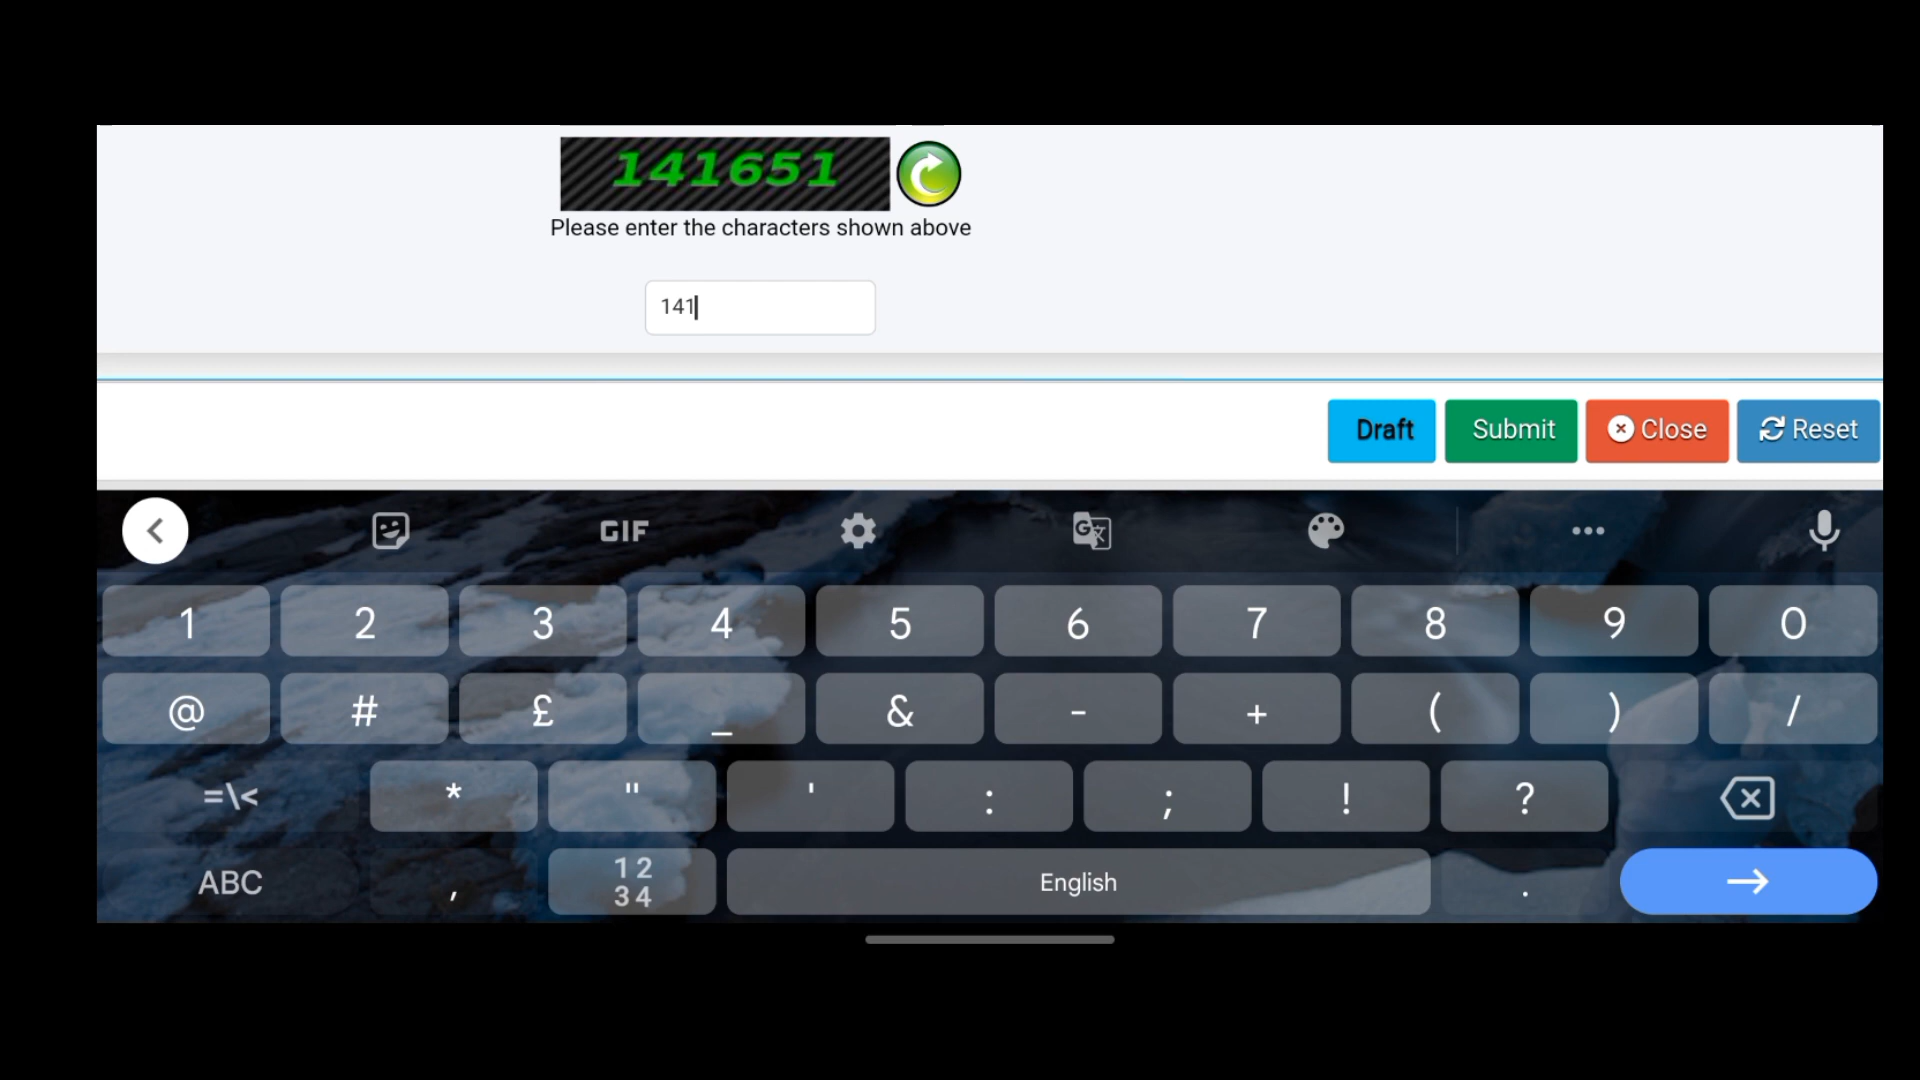 141651
Please enter the characters shown above
141
Draft Submit Close Reset
GIF G
1 2 3 4 5 6 7 8 9 0
@ # £ _ & - + ( ) /
=\< * " ' : ; ! ?
ABC , 12 34 English .